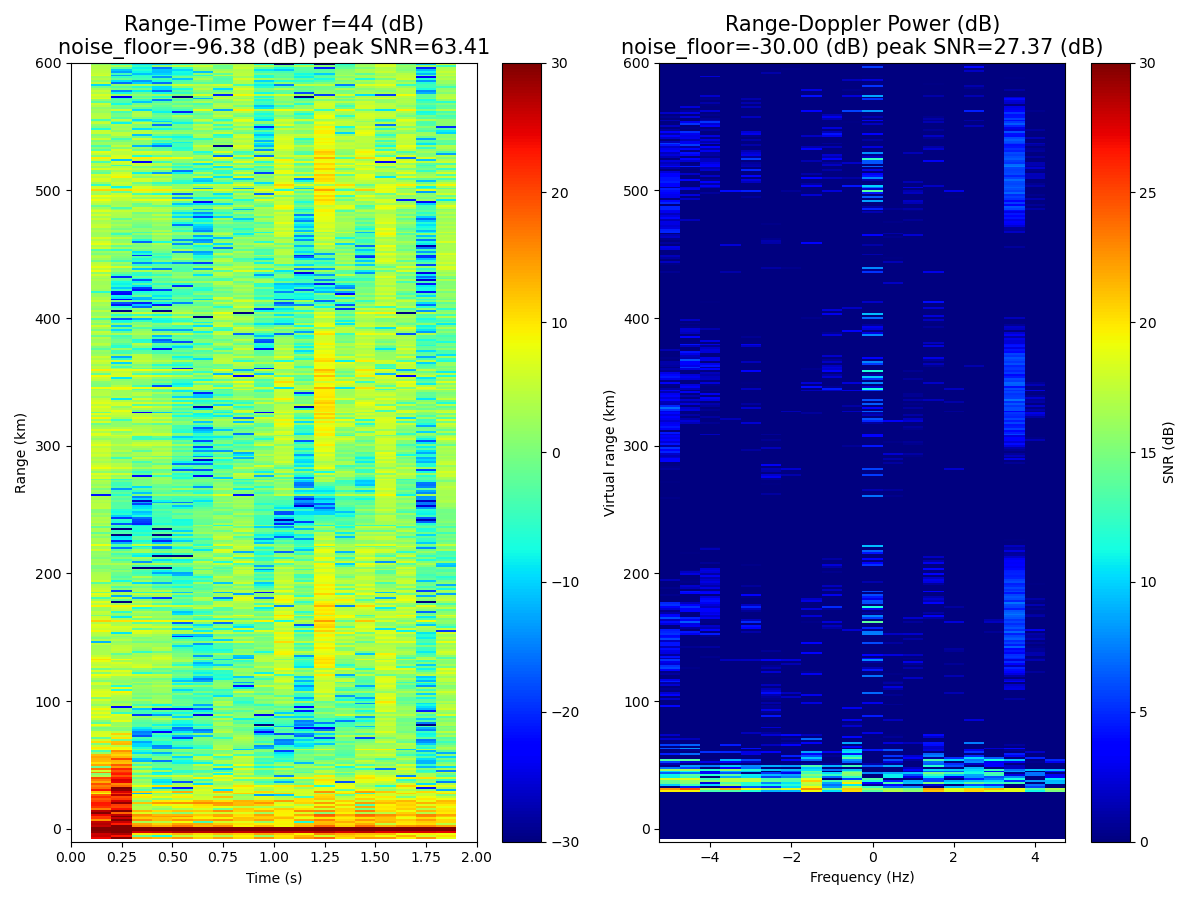 Range-Time Power f=44 (dB)
noise_floor=-96.38 (dB) peak SNR=63.41
600
500
400
300
200
100
0
Range (km)
0.00 0.25 0.50 0.75 1.00 1.25 1.50 1.75 2.00
Time (s)
30
20
10
0
−10
−20
−30
Range-Doppler Power (dB)
noise_floor=-30.00 (dB) peak SNR=27.37 (dB)
600
500
400
300
200
100
0
Virtual range (km)
−4 −2 0 2 4
Frequency (Hz)
30
25
20
15
10
5
0
SNR (dB)